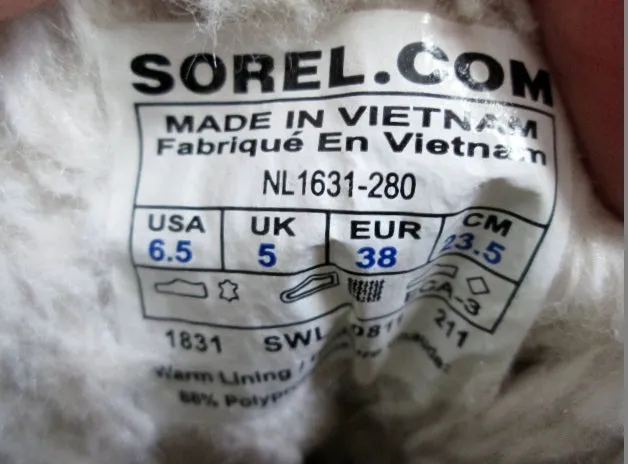 SOREL.COM
MADE IN VIETNAM
Fabriqué En Vietnam
NL1631-280
USA UK EUR CM
6.5 5 38 23.5
1831 SWL 211
Warm Lining